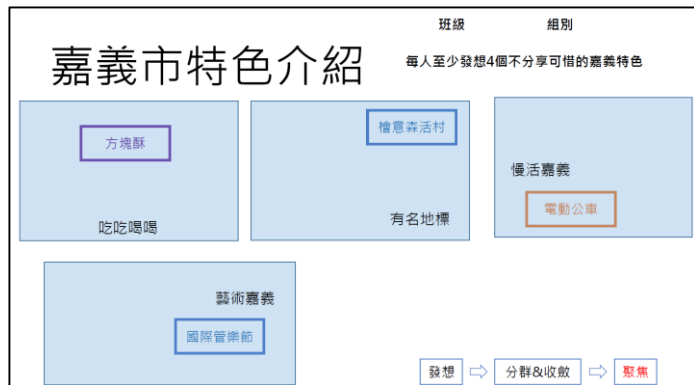 班級 組別
嘉義市特色介紹
每人至少發想4個不分享可惜的嘉義特色
方塊酥
吃吃喝喝
檜意森活村
有名地標
慢活嘉義
電動公車
藝術嘉義
國際管樂節
發想 分群&收斂 聚焦